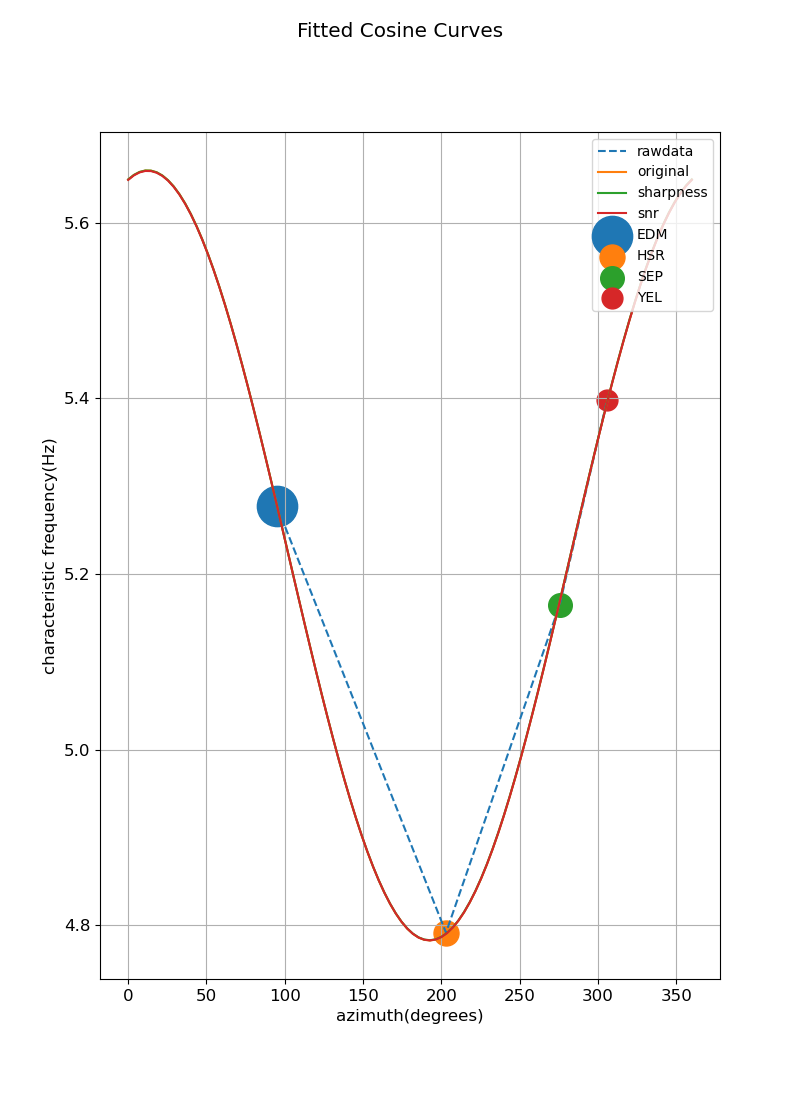 Fitted Cosine Curves
rawdata
original
sharpness
snr
EDM
HSR
SEP
YEL
5.6
5.4
5.2
5.0
4.8
characteristic frequency(Hz)
0 50 100 150 200 250 300 350
azimuth(degrees)